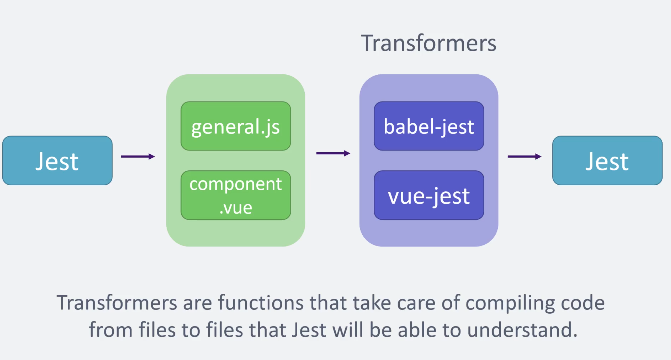 Transformers
Jest
general.js
component
.vue
babel-jest
vue-jest
Jest
Transformers are functions that take care of compiling code
from files to files that Jest will be able to understand.